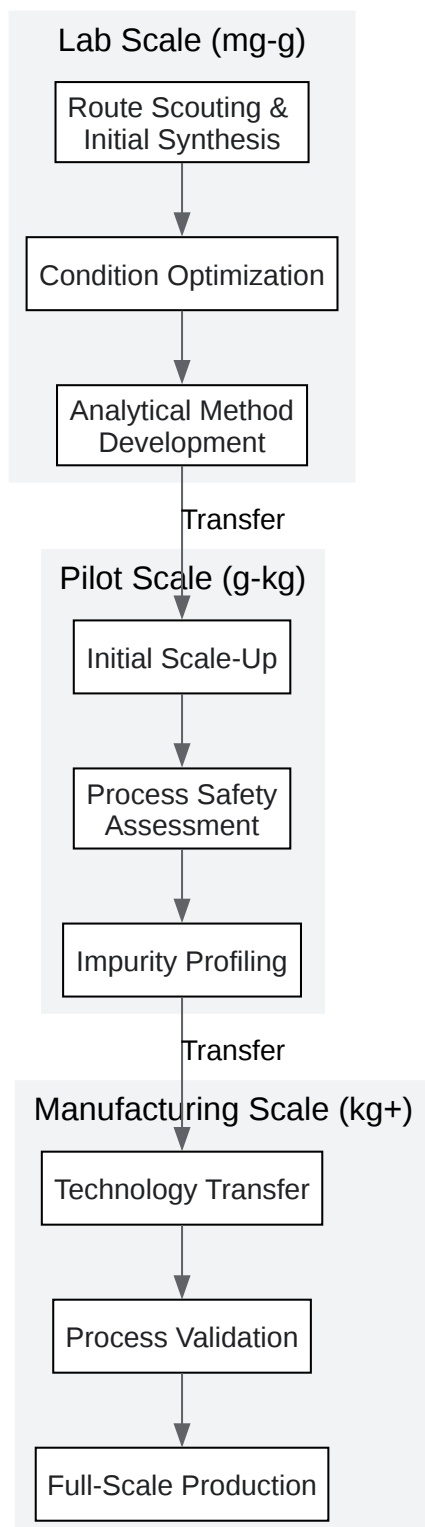 Lab Scale (mg-g)
Route Scouting &
Initial Synthesis
Condition Optimization
Analytical Method
Development
Transfer
Pilot Scale (g-kg)
Initial Scale-Up
Process Safety
Assessment
Impurity Profiling
Transfer
Manufacturing Scale (kg+)
Technology Transfer
Process Validation
Full-Scale Production